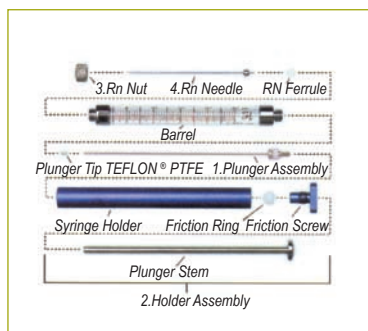 3.Rn Nut 4.Rn Needle RN Ferrule
Barrel
Plunger Tip TEFLON® PTFE 1.Plunger Assembly
Syringe Holder Friction Ring Friction Screw
Plunger Stem
2.Holder Assembly